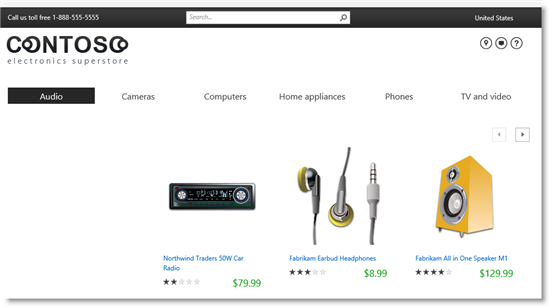 Call us toll free 1-888-555-5555
Search...
United States
CONTOSO
electronics superstore
Audio
Cameras
Computers
Home appliances
Phones
TV and video
Northwind Traders 50W Car
Radio
$79.99
Fabrikam Earbud Headphones
$8.99
Fabrikam All in One Speaker M1
$129.99